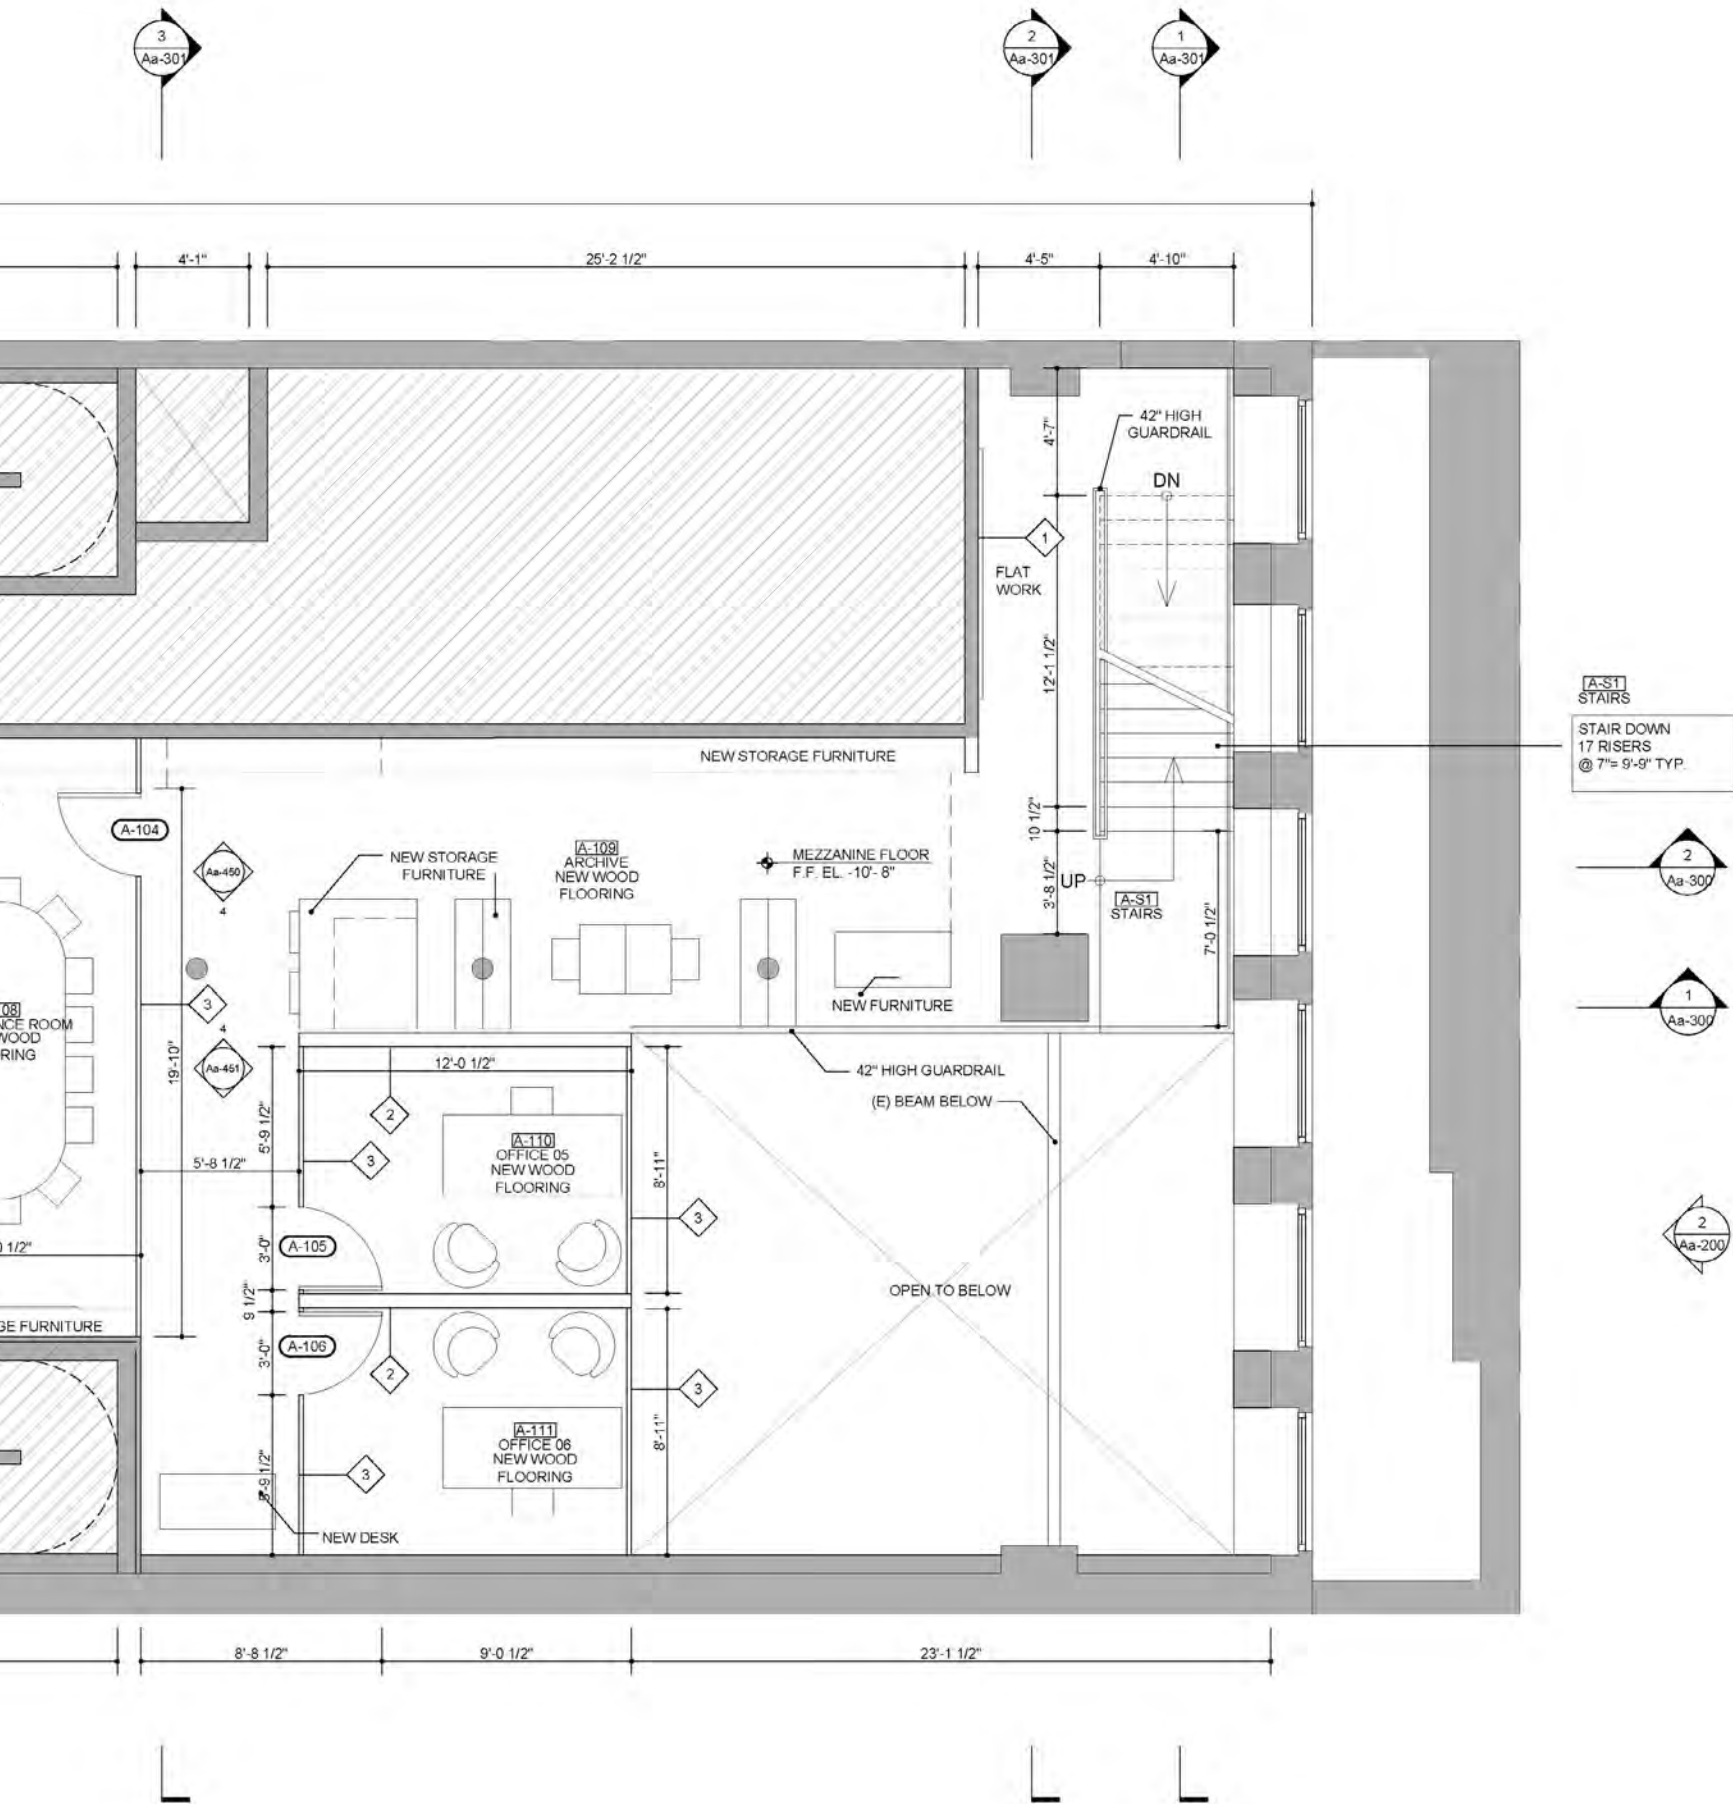 3
Aa-301
2
Aa-301
1
Aa-301
4'-1"
25'-2 1/2"
4'-5"
4'-10"
42" HIGH
GUARDRAIL
4'-7"
DN
1
FLAT
WORK
12'-1 1/2"
A-S1
STAIRS
STAIR DOWN
17 RISERS
@ 7"= 9'-9" TYP.
NEW STORAGE FURNITURE
A-104
10 1/2"
Aa-450
4
NEW STORAGE
FURNITURE
A-109
ARCHIVE
NEW WOOD
FLOORING
MEZZANINE FLOOR
F.F. EL. -10'- 8"
3'-8 1/2"
UP
A-S1
STAIRS
7'-0 1/2"
2
Aa-300
NEW FURNITURE
1
Aa-300
08
NCE ROOM
WOOD
RING
3
4
Aa-451
19'-10"
12'-0 1/2"
42" HIGH GUARDRAIL
(E) BEAM BELOW
2
5'-9 1/2"
A-110
OFFICE 05
NEW WOOD
FLOORING
3
5'-8 1/2"
8'-11"
3
2
Aa-200
0 1/2"
3'-0"
A-105
OPEN TO BELOW
9 1/2"
GE FURNITURE
3'-0"
A-106
2
3
A-111
OFFICE 06
NEW WOOD
FLOORING
8'-11"
5'-9 1/2"
3
NEW DESK
8'-8 1/2"
9'-0 1/2"
23'-1 1/2"